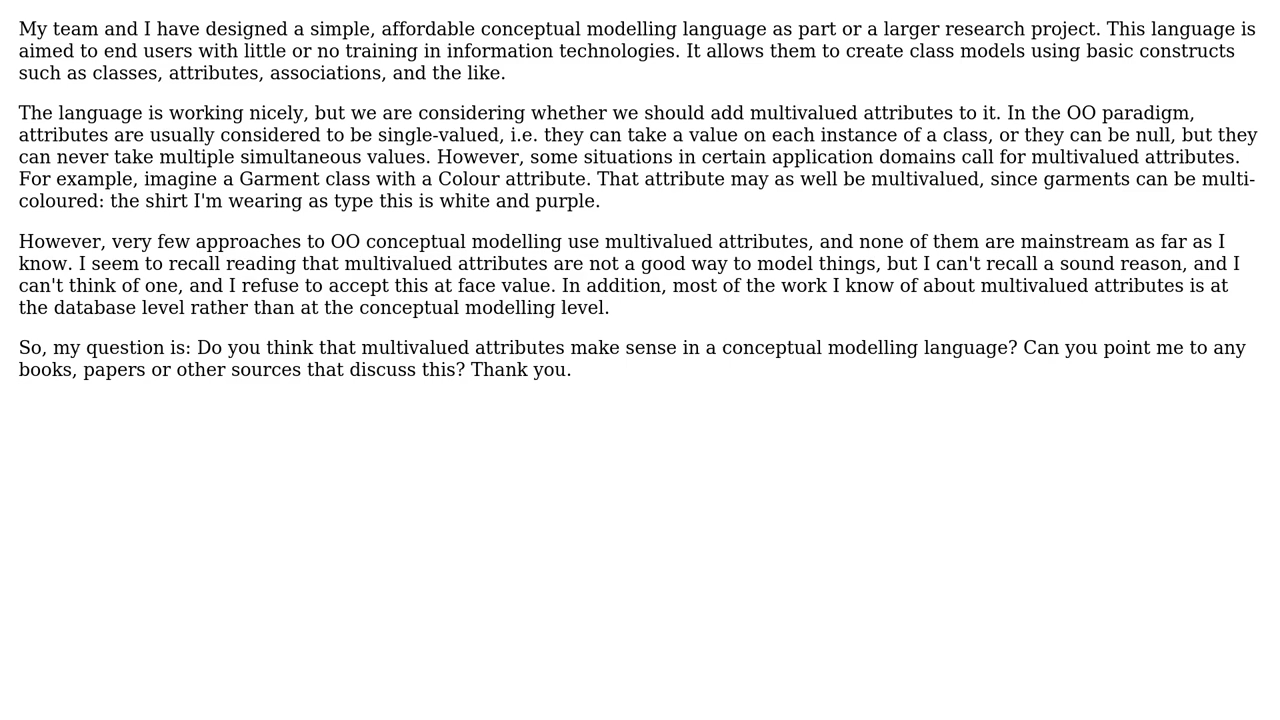 My team and I have designed a simple, affordable conceptual modelling language as part or a larger research project. This language is
aimed to end users with little or no training in information technologies. It allows them to create class models using basic constructs
such as classes, attributes, associations, and the like.
The language is working nicely, but we are considering whether we should add multivalued attributes to it. In the OO paradigm,
attributes are usually considered to be single-valued, i.e. they can take a value on each instance of a class, or they can be null, but they
can never take multiple simultaneous values. However, some situations in certain application domains call for multivalued attributes.
For example, imagine a Garment class with a Colour attribute. That attribute may as well be multivalued, since garments can be multi-
coloured: the shirt I'm wearing as type this is white and purple.
However, very few approaches to OO conceptual modelling use multivalued attributes, and none of them are mainstream as far as I
know. I seem to recall reading that multivalued attributes are not a good way to model things, but I can't recall a sound reason, and I
can't think of one, and I refuse to accept this at face value. In addition, most of the work I know of about multivalued attributes is at
the database level rather than at the conceptual modelling level.
So, my question is: Do you think that multivalued attributes make sense in a conceptual modelling language? Can you point me to any
books, papers or other sources that discuss this? Thank you.